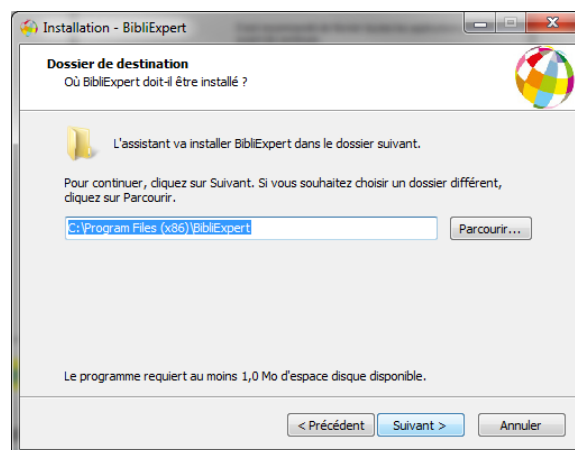 Installation - BibliExpert
Dossier de destination
Où BibliExpert doit-il être installé ?
L'assistant va installer BibliExpert dans le dossier suivant.
Pour continuer, cliquez sur Suivant. Si vous souhaitez choisir un dossier différent,
cliquez sur Parcourir.
C:\Program Files (x86)\BibliExpert
Parcourir...
Le programme requiert au moins 1,0 Mo d'espace disque disponible.
< Précédent
Suivant >
Annuler